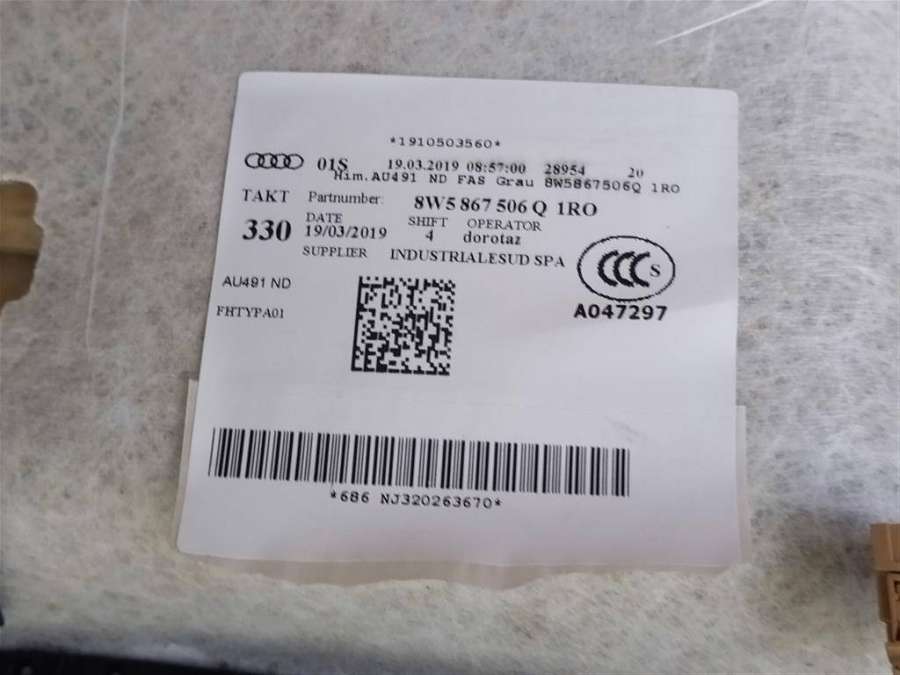 *1910503560*
01S 19.03.2019 08:57:00 28954 20
Him.AU491 ND FAS Grau 8W5867506Q 1RO
TAKT Partnumber: 8W5 867 506 Q 1RO
330 DATE SHIFT OPERATOR
19/03/2019 4 dorotaz
SUPPLIER INDUSTRIALESUD SPA
CCC S
AU491 ND
A047297
FHTYPA01
*686 NJ320263670*